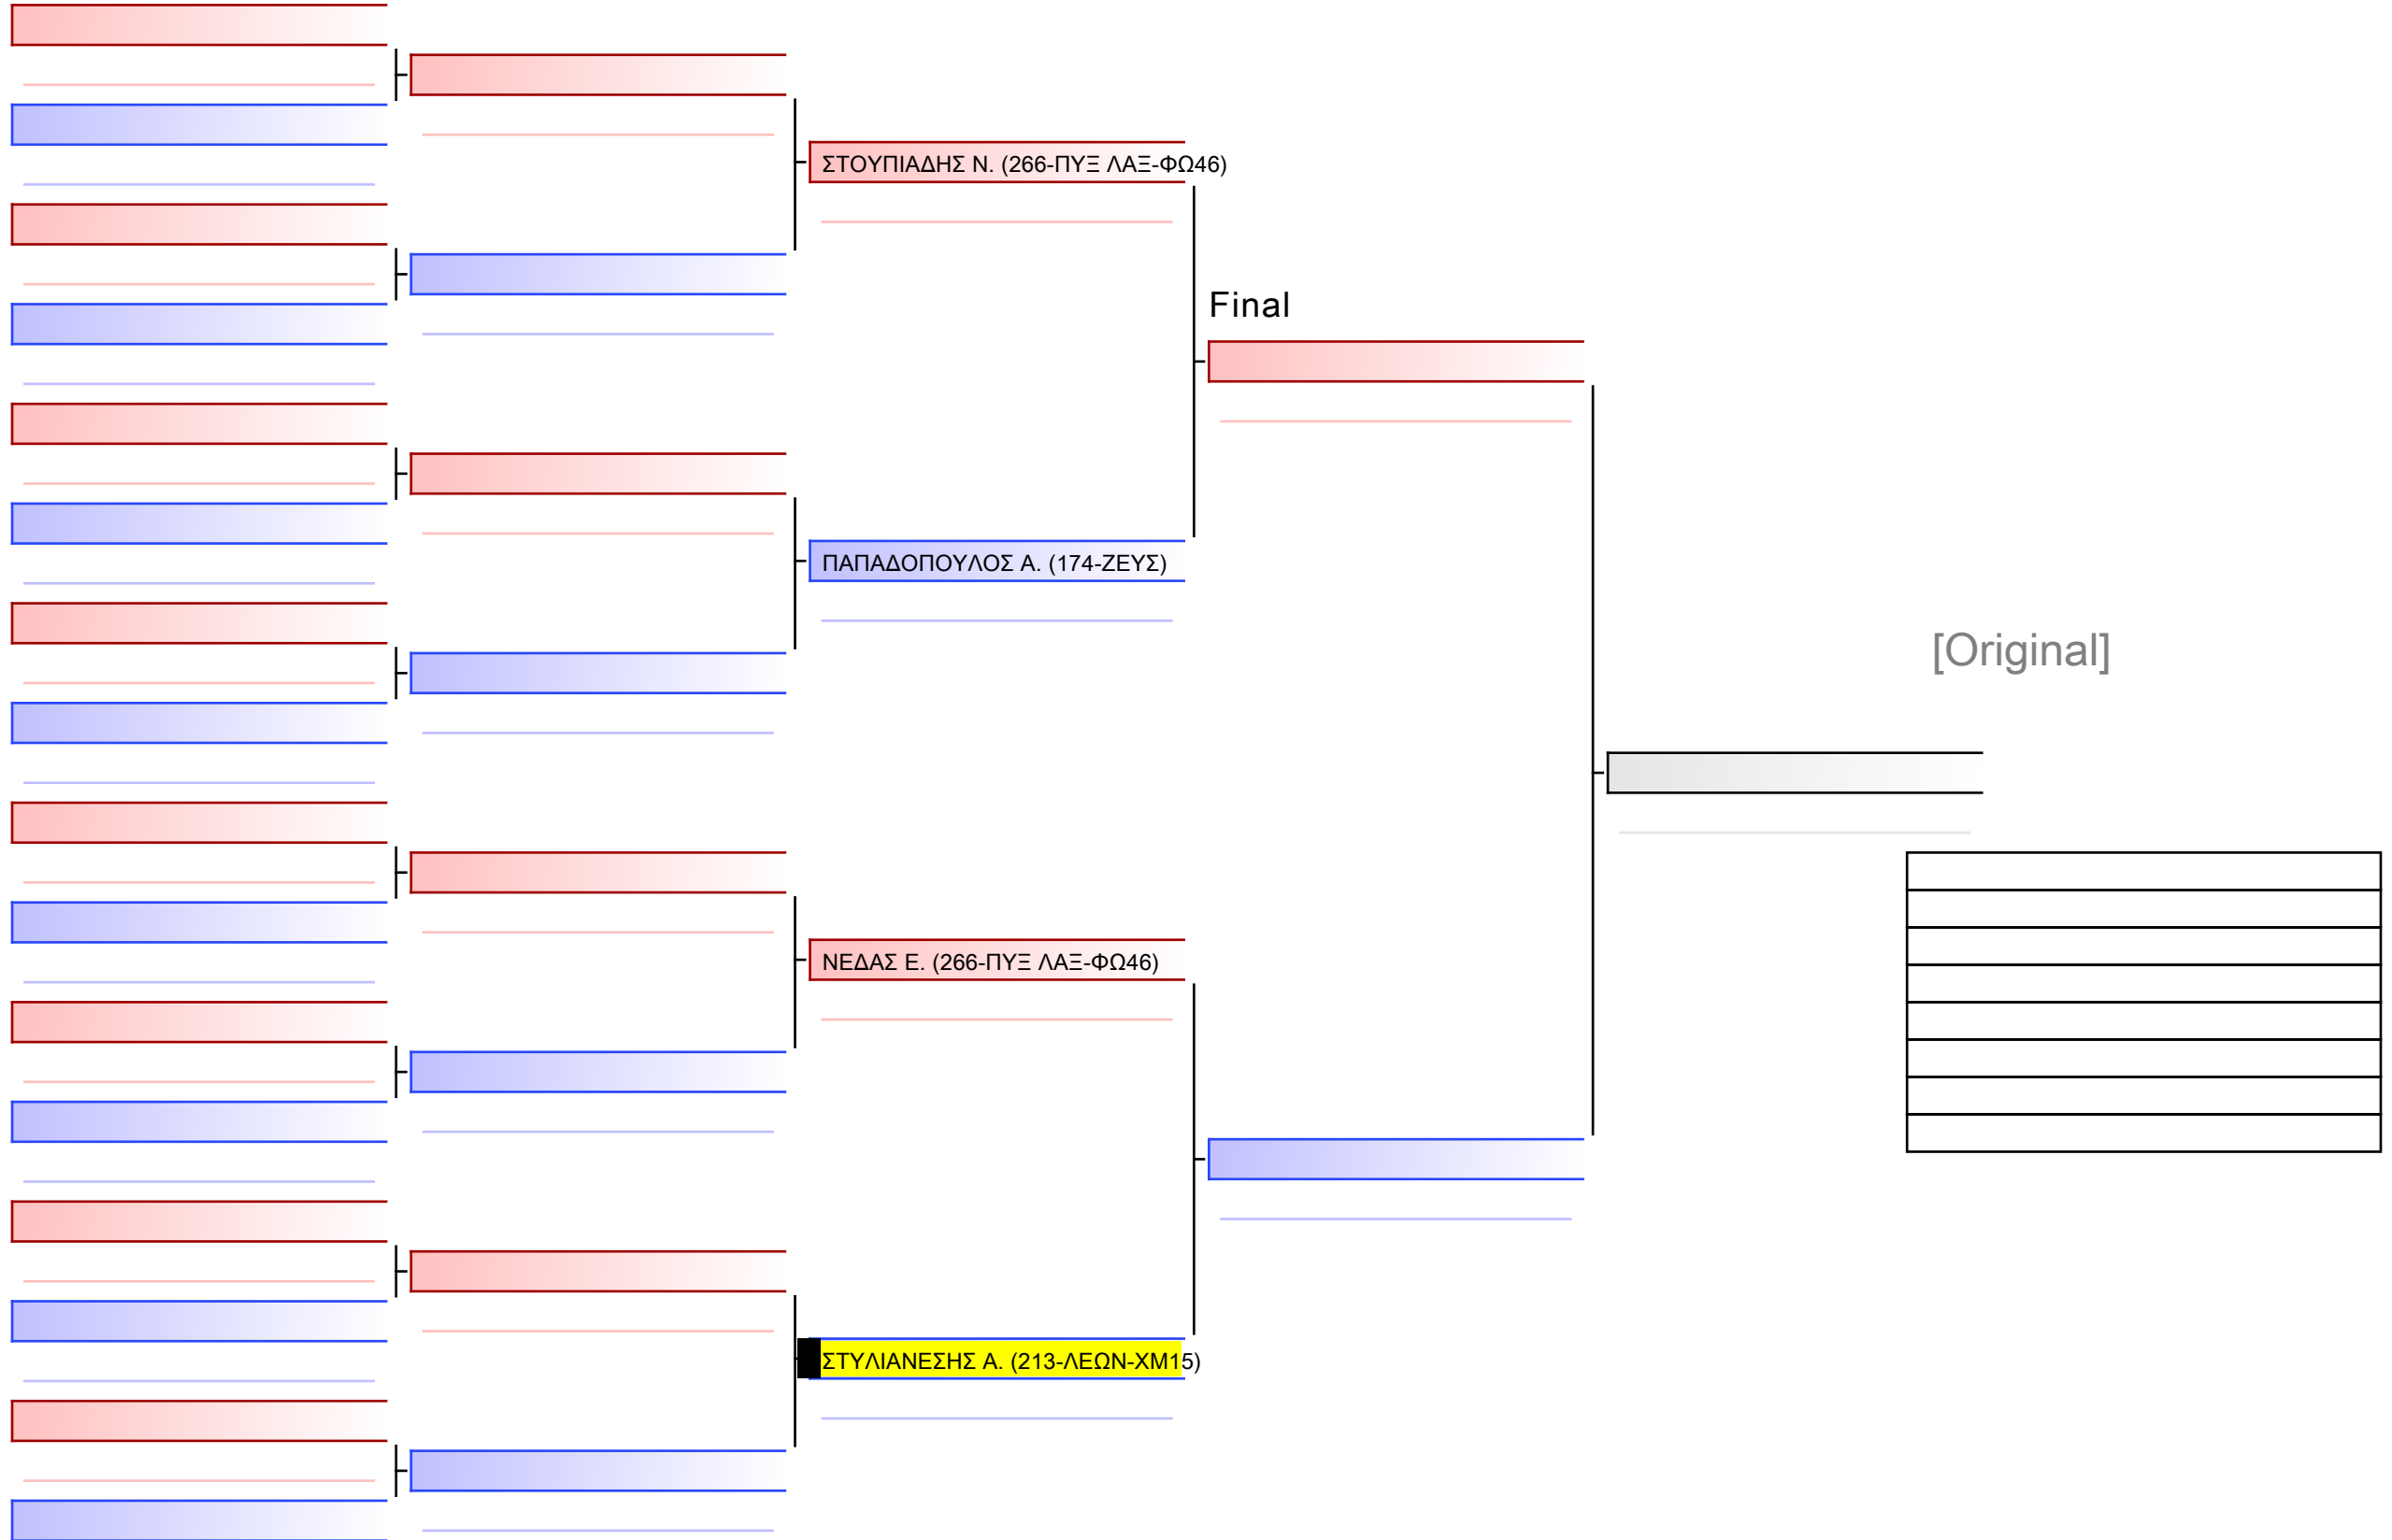 ΣΤΟΥΠΙΑΔΗΣ Ν. (266-ΠΥΞ ΛΑΞ-ΦΩ46)
Final
ΠΑΠΑΔΟΠΟΥΛΟΣ Α. (174-ΖΕΥΣ)
[Original]
ΝΕΔΑΣ Ε. (266-ΠΥΞ ΛΑΞ-ΦΩ46)
ΣΤΥΛΙΑΝΕΣΗΣ Α. (213-ΛΕΩΝ-ΧΜ15)